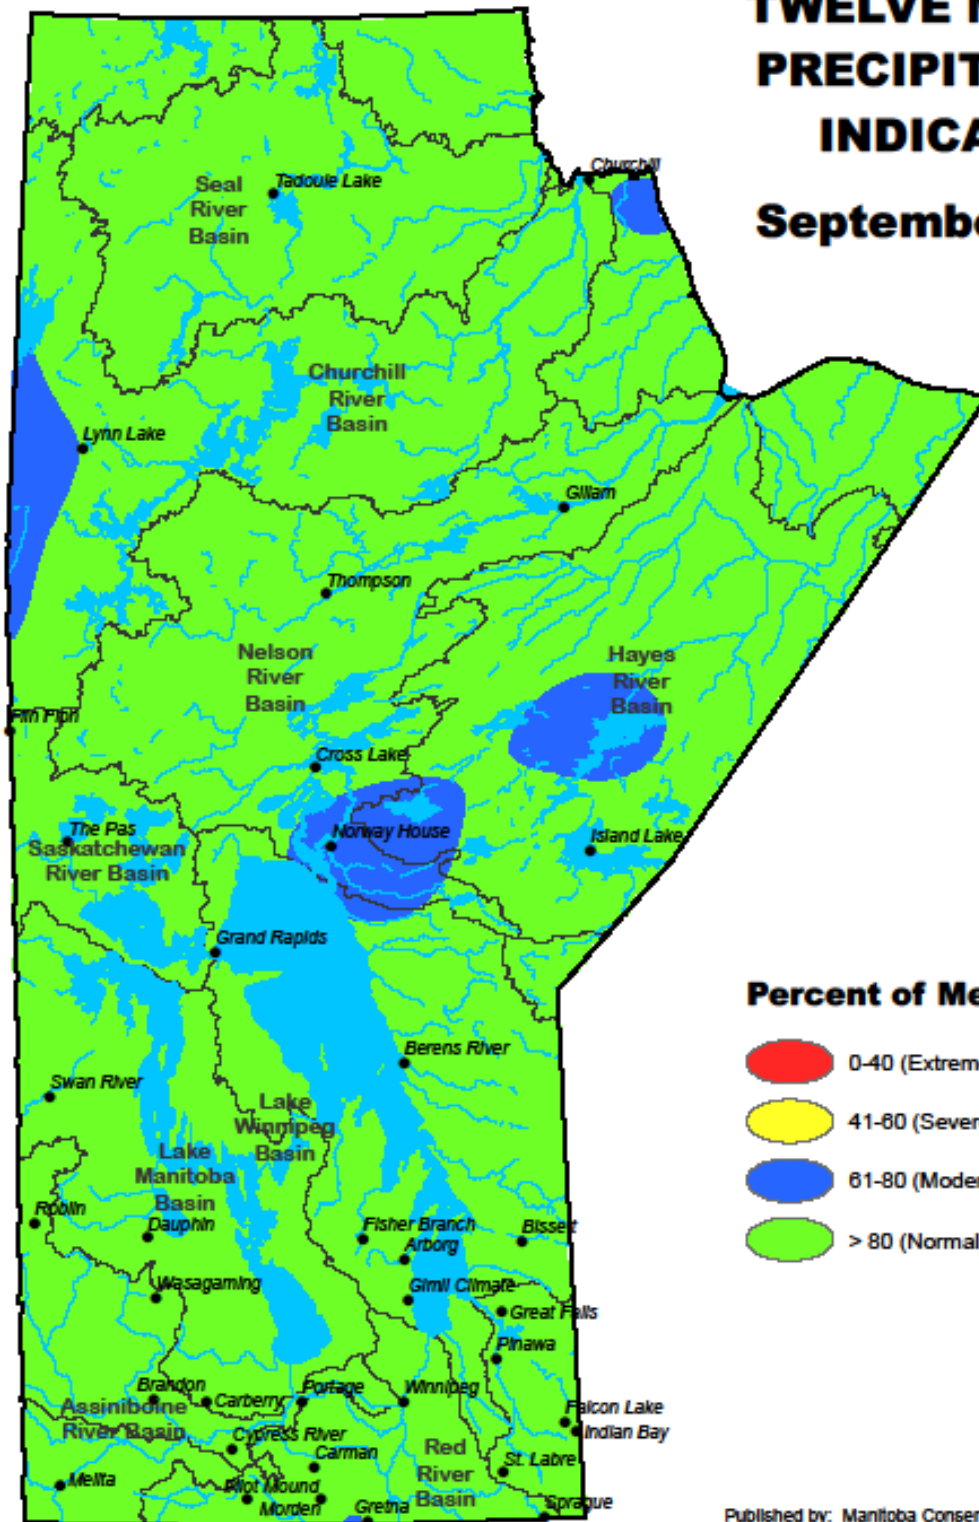 TWELVE
PRECIPIT
INDICA
Septembe
Churchill
Seal
River
Basin
Tadoule Lake
Churchill
River
Basin
Lynn Lake
Gillam
Thompson
Nelson
River
Basin
Hayes
River
Basin
Flin Flon
Cross Lake
The Pas
Saskatchewan
River Basin
Norway House
Island Lake
Grand Rapids
Berens River
Swan River
Lake
Winnipeg
Basin
Lake
Manitoba
Basin
Roblin
Dauphin
Fisher Branch
Arborg
Bissett
Wasagaming
Gimli Climate
Great Falls
Pinawa
Brandon
Carberry
Portage
Winnipeg
Assiniboine
River Basin
Falcon Lake
Indian Bay
Cypress River
Carman
Red
River
Basin
St. Labre
Melita
Pilot Mound
Morden
Gretna
Sprague
Percent of Me
0-40 (Extrem
41-60 (Sever
61-80 (Moder
> 80 (Normal
Published by: Manitoba Conser